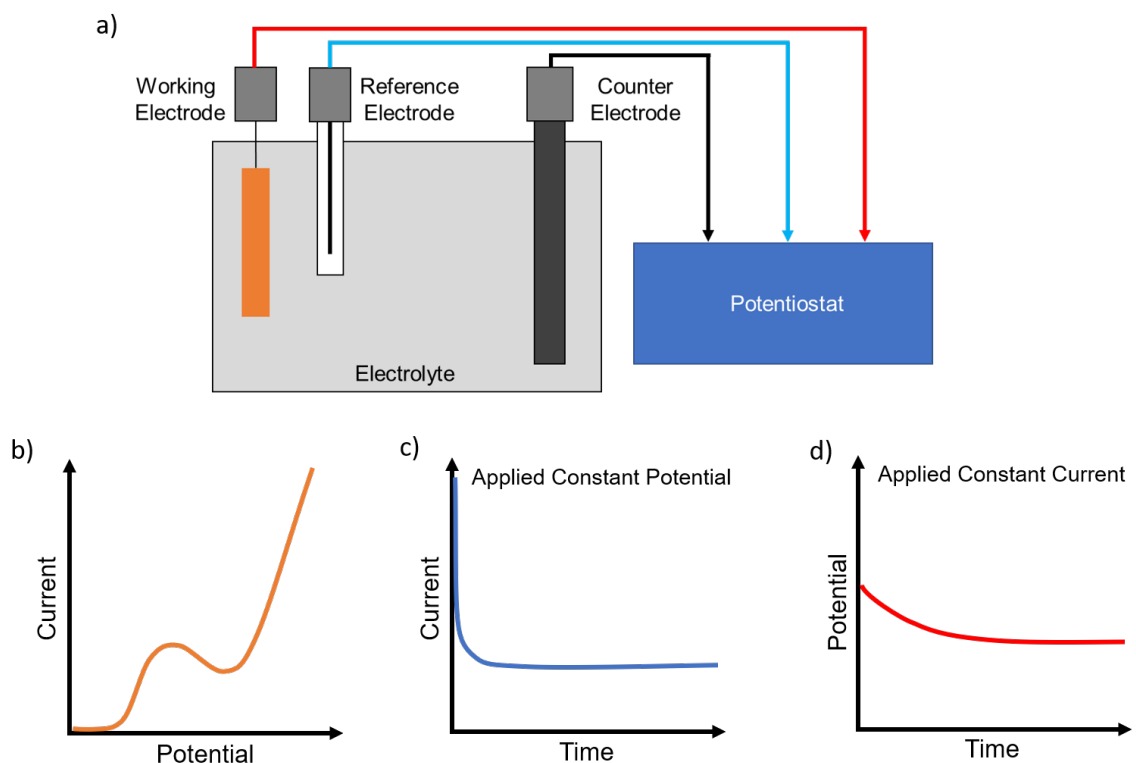 a)
Working
Electrode
Reference
Electrode
Counter
Electrode
Potentiostat
Electrolyte
b)
Current
Potential
c)
Applied Constant Potential
Current
Time
d)
Applied Constant Current
Potential
Time